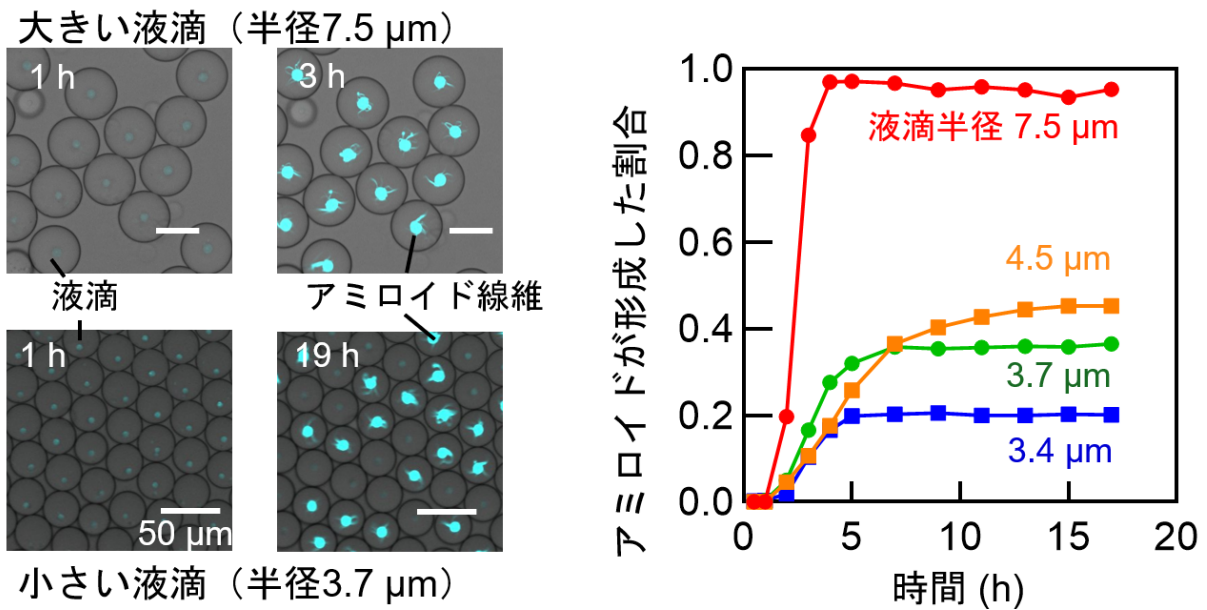 大きい液滴（半径7.5 µm）
1 h
3 h
液滴
アミロイド線維
1 h
19 h
50 µm
小さい液滴（半径3.7 µm）
アミロイドが形成した割合
1.0
0.8
0.6
0.4
0.2
0.0
液滴半径 7.5 µm
4.5 µm
3.7 µm
3.4 µm
0 5 10 15 20
時間 (h)